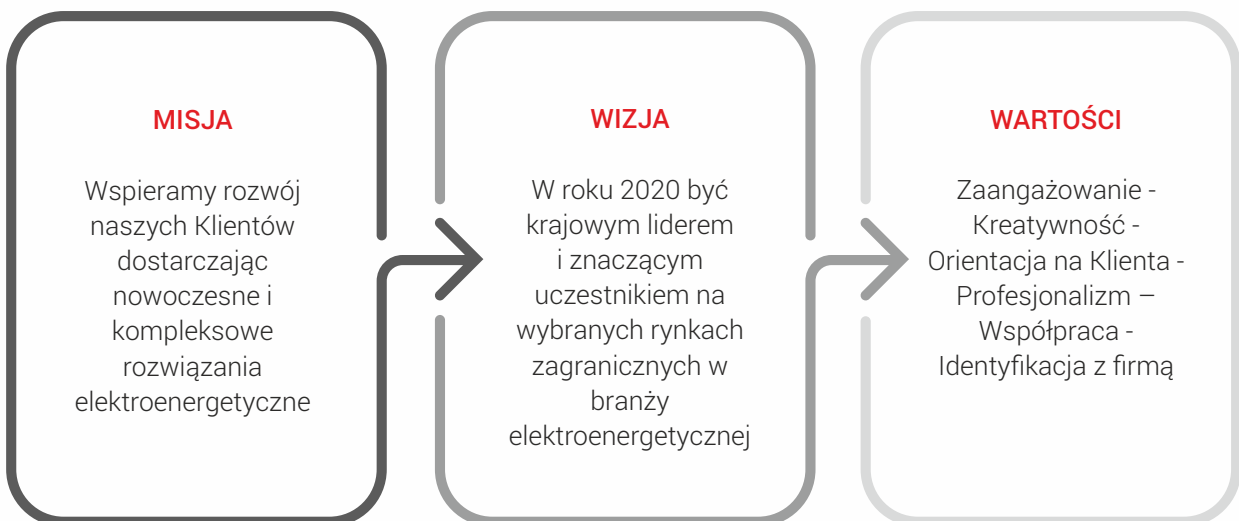 MISJA
Wspieramy rozwój
naszych Klientów
dostarczając
nowoczesne i
kompleksowe
rozwiązania
elektroenergetyczne
WIZJA
W roku 2020 być
krajowym liderem
i znaczącym
uczestnikiem na
wybranych rynkach
zagranicznych w
branży
elektroenergetycznej
WARTOŚCI
Zaangażowanie -
Kreatywność -
Orientacja na Klienta -
Profesjonalizm –
Współpraca -
Identyfikacja z firmą